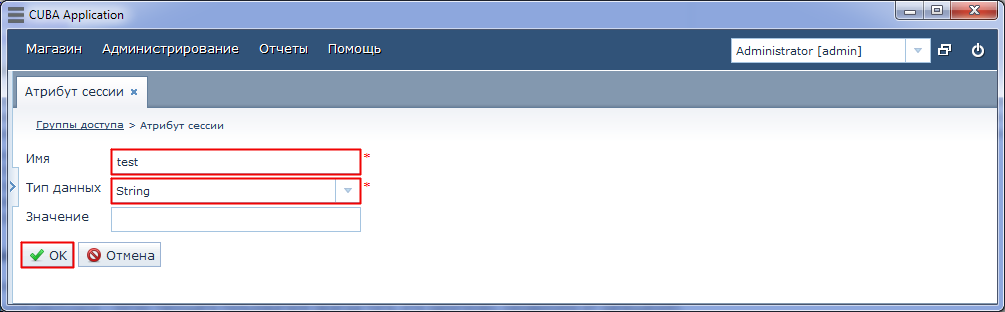 CUBA Application
Магазин Администрирование Отчеты Помощь Administrator [admin]
Атрибут сессии ×
Группы доступа > Атрибут сессии
Имя test *
Тип данных String *
Значение
OK Отмена